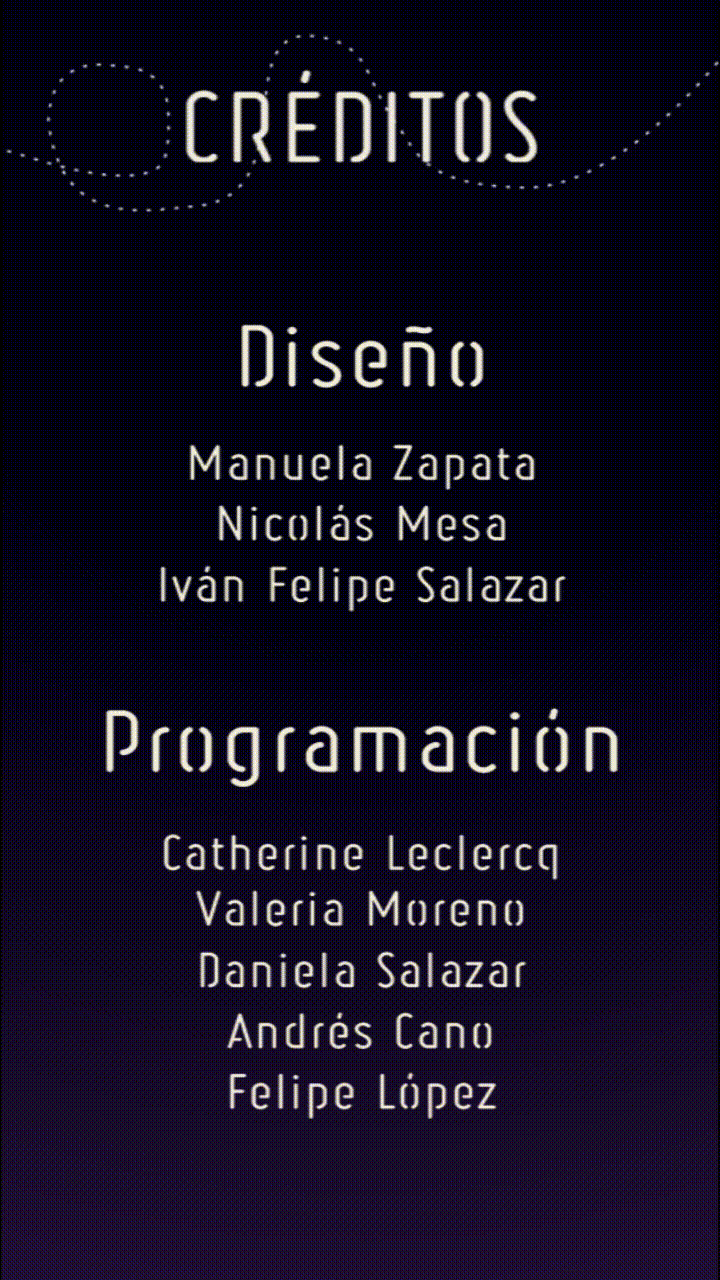 CRÉDITOS
Diseño
Manuela Zapata
Nicolás Mesa
Iván Felipe Salazar
Programación
Catherine Leclercq
Valeria Moreno
Daniela Salazar
Andrés Cano
Felipe López